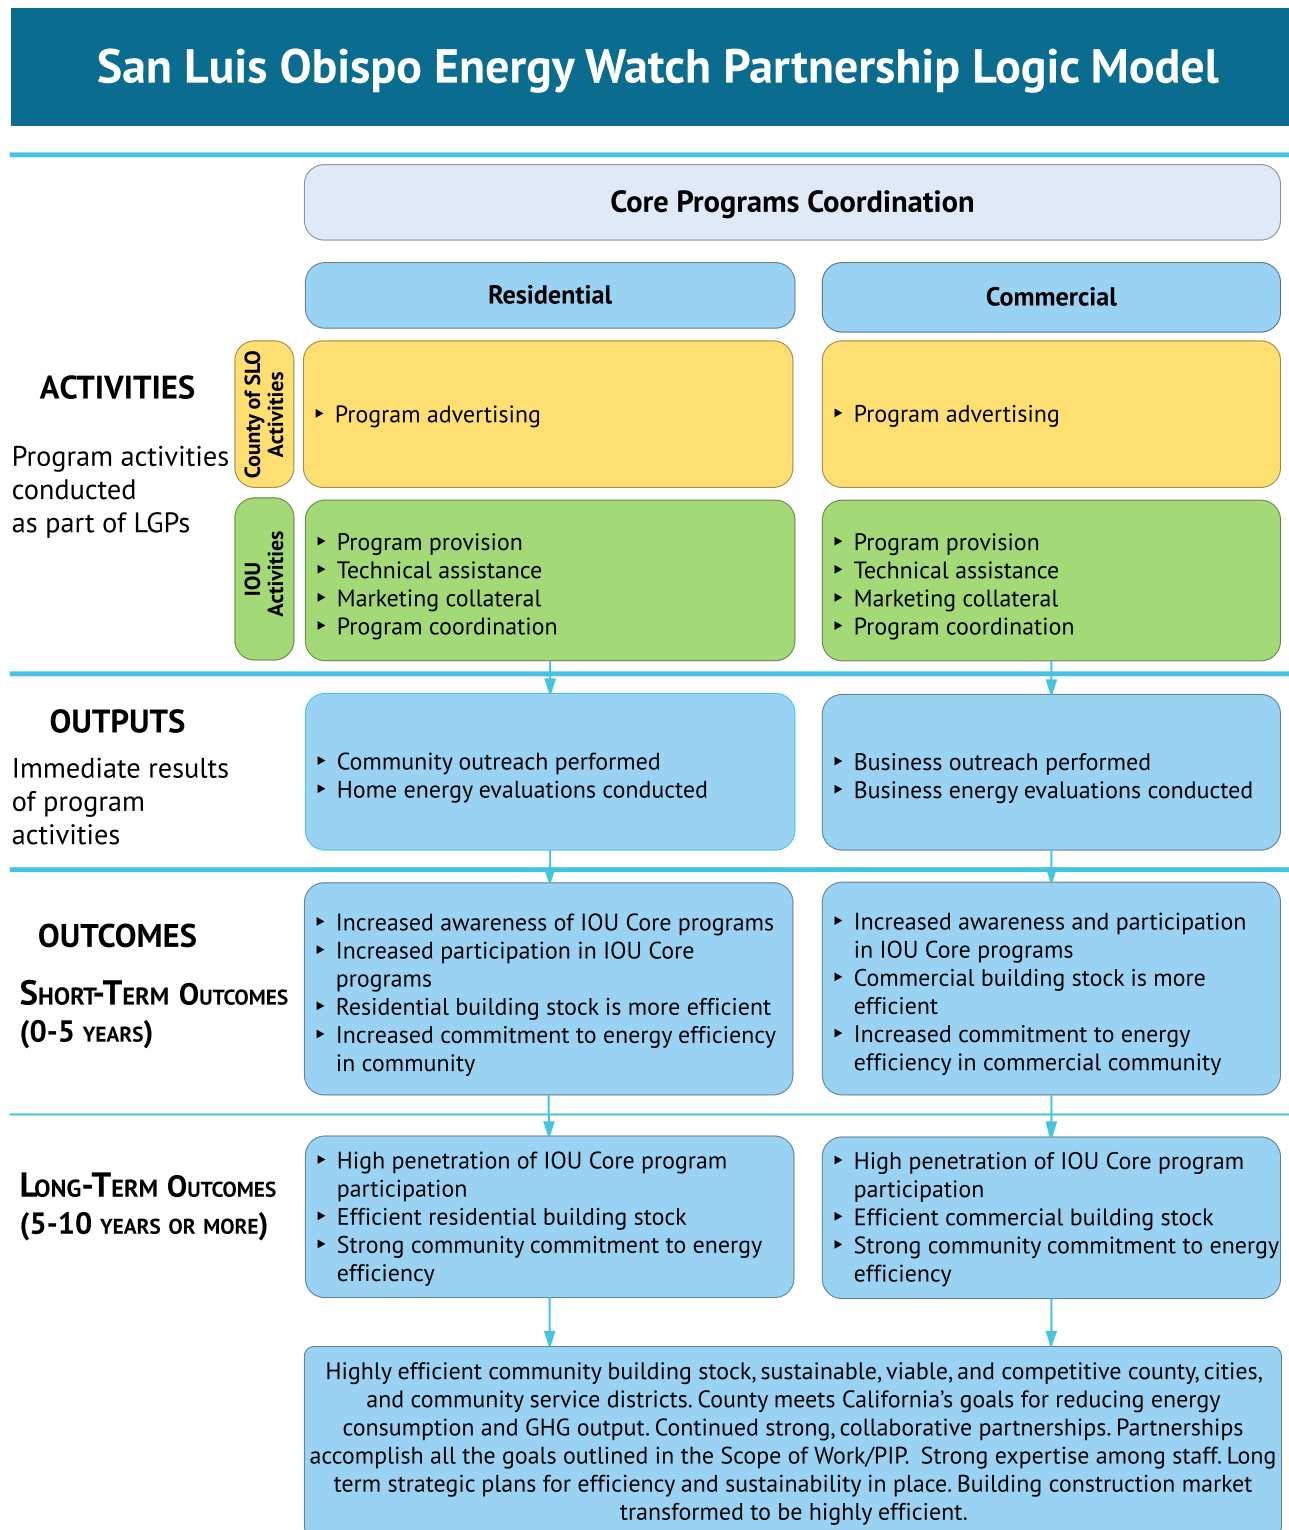 San Luis Obispo Energy Watch Partnership Logic Model
Core Programs Coordination
Residential
Commercial
ACTIVITIES
Program activities
conducted
as part of LGPs
County of SLO
Activities
‣ Program advertising
‣ Program advertising
IOU
Activities
‣ Program provision
‣ Technical assistance
‣ Marketing collateral
‣ Program coordination
‣ Program provision
‣ Technical assistance
‣ Marketing collateral
‣ Program coordination
OUTPUTS
Immediate results
of program
activities
‣ Community outreach performed
‣ Home energy evaluations conducted
‣ Business outreach performed
‣ Business energy evaluations conducted
OUTCOMES
Short-Term Outcomes
(0-5 years)
‣ Increased awareness of IOU Core programs
‣ Increased participation in IOU Core
programs
‣ Residential building stock is more efficient
‣ Increased commitment to energy efficiency
in community
‣ Increased awareness and participation
in IOU Core programs
‣ Commercial building stock is more
efficient
‣ Increased commitment to energy
efficiency in commercial community
Long-Term Outcomes
(5-10 years or more)
‣ High penetration of IOU Core program
participation
‣ Efficient residential building stock
‣ Strong community commitment to energy
efficiency
‣ High penetration of IOU Core program
participation
‣ Efficient commercial building stock
‣ Strong community commitment to energy
efficiency
Highly efficient community building stock, sustainable, viable, and competitive county, cities,
and community service districts. County meets California's goals for reducing energy
consumption and GHG output. Continued strong, collaborative partnerships. Partnerships
accomplish all the goals outlined in the Scope of Work/PIP.  Strong expertise among staff. Long
term strategic plans for efficiency and sustainability in place. Building construction market
transformed to be highly efficient.